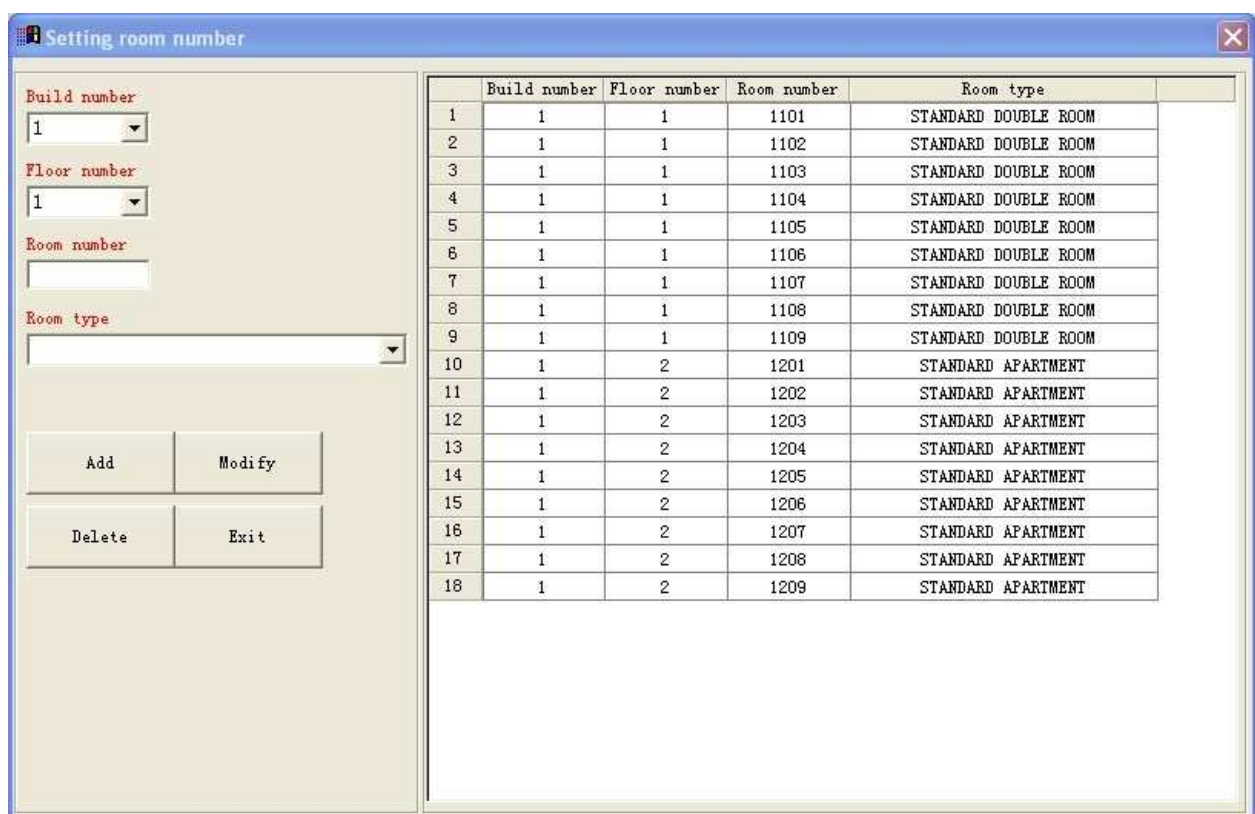 Setting room number
Build number
1
Floor number
1
Room number
Room type
Add Modify
Delete Exit
Build number Floor number Room number Room type
1 1 1 1101 STANDARD DOUBLE ROOM
2 1 1 1102 STANDARD DOUBLE ROOM
3 1 1 1103 STANDARD DOUBLE ROOM
4 1 1 1104 STANDARD DOUBLE ROOM
5 1 1 1105 STANDARD DOUBLE ROOM
6 1 1 1106 STANDARD DOUBLE ROOM
7 1 1 1107 STANDARD DOUBLE ROOM
8 1 1 1108 STANDARD DOUBLE ROOM
9 1 1 1109 STANDARD DOUBLE ROOM
10 1 2 1201 STANDARD APARTMENT
11 1 2 1202 STANDARD APARTMENT
12 1 2 1203 STANDARD APARTMENT
13 1 2 1204 STANDARD APARTMENT
14 1 2 1205 STANDARD APARTMENT
15 1 2 1206 STANDARD APARTMENT
16 1 2 1207 STANDARD APARTMENT
17 1 2 1208 STANDARD APARTMENT
18 1 2 1209 STANDARD APARTMENT